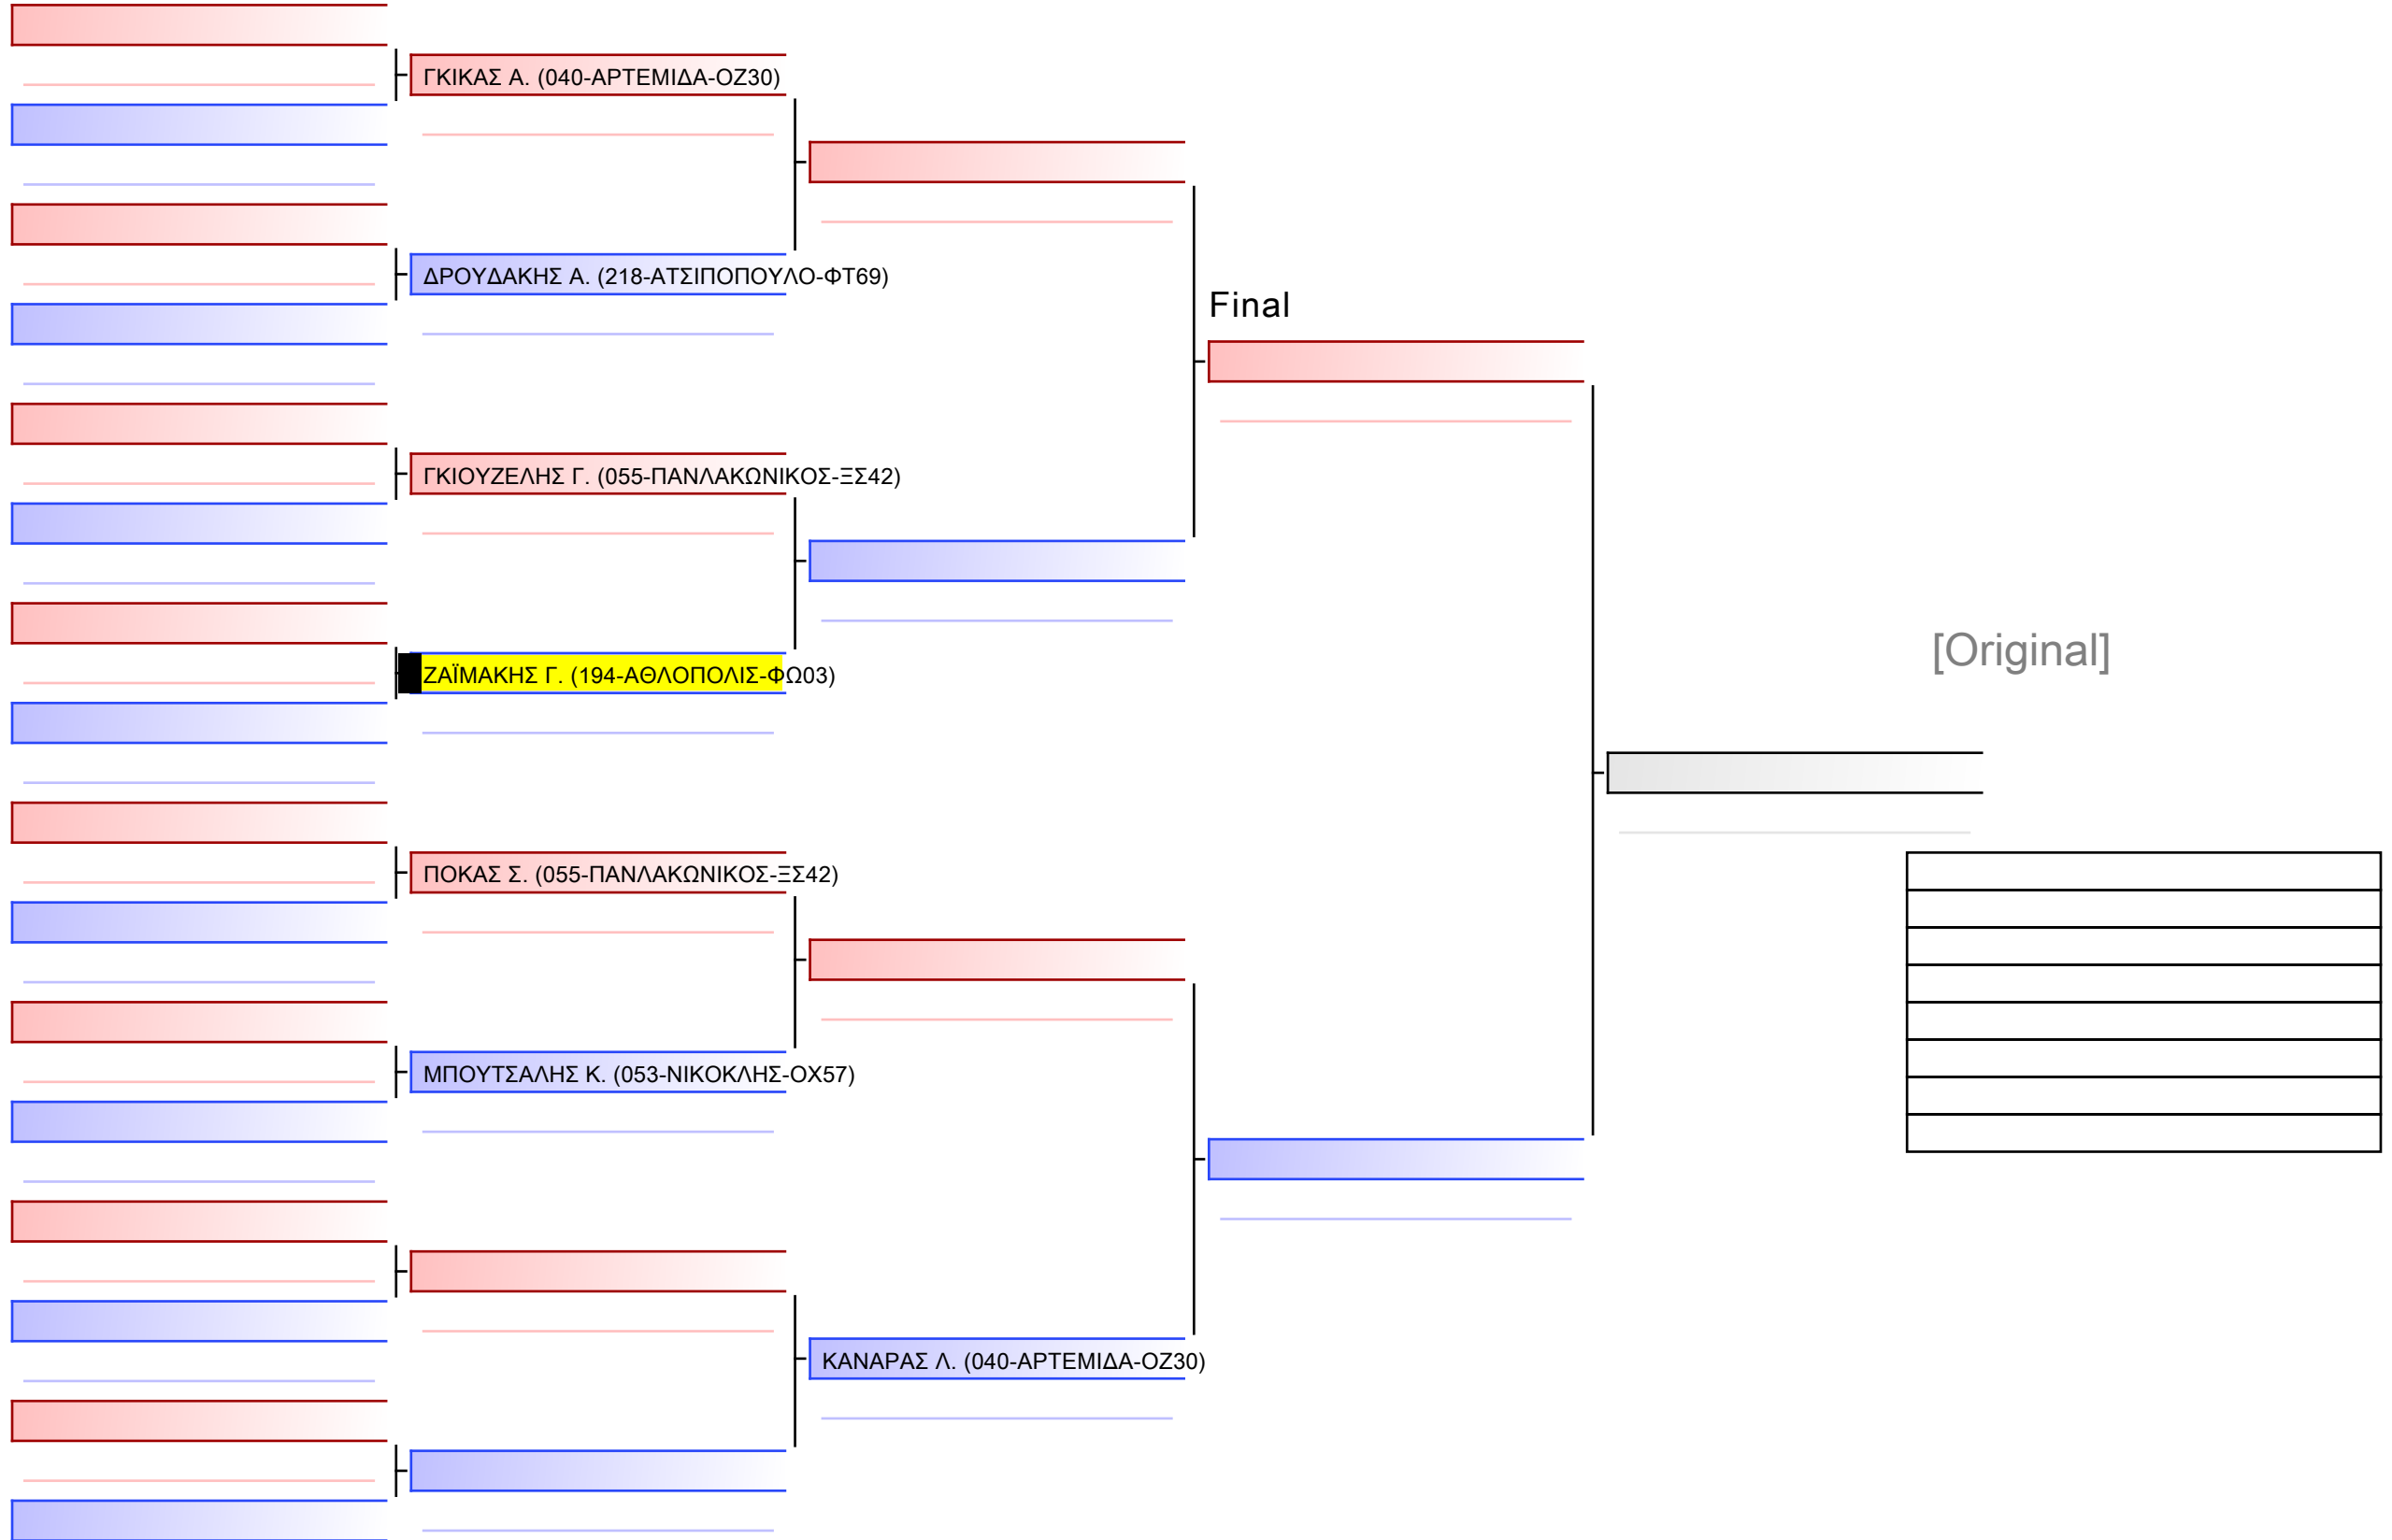 ΓΚΙΚΑΣ Α. (040-ΑΡΤΕΜΙΔΑ-ΟΖ30)
ΔΡΟΥΔΑΚΗΣ Α. (218-ΑΤΣΙΠΟΠΟΥΛΟ-ΦΤ69)
Final
ΓΚΙΟΥΖΕΛΗΣ Γ. (055-ΠΑΝΛΑΚΩΝΙΚΟΣ-ΞΣ42)
[Original]
ΖΑΪΜΑΚΗΣ Γ. (194-ΑΘΛΟΠΟΛΙΣ-ΦΩ03)
ΠΟΚΑΣ Σ. (055-ΠΑΝΛΑΚΩΝΙΚΟΣ-ΞΣ42)
ΜΠΟΥΤΣΑΛΗΣ Κ. (053-ΝΙΚΟΚΛΗΣ-ΟΧ57)
ΚΑΝΑΡΑΣ Λ. (040-ΑΡΤΕΜΙΔΑ-ΟΖ30)